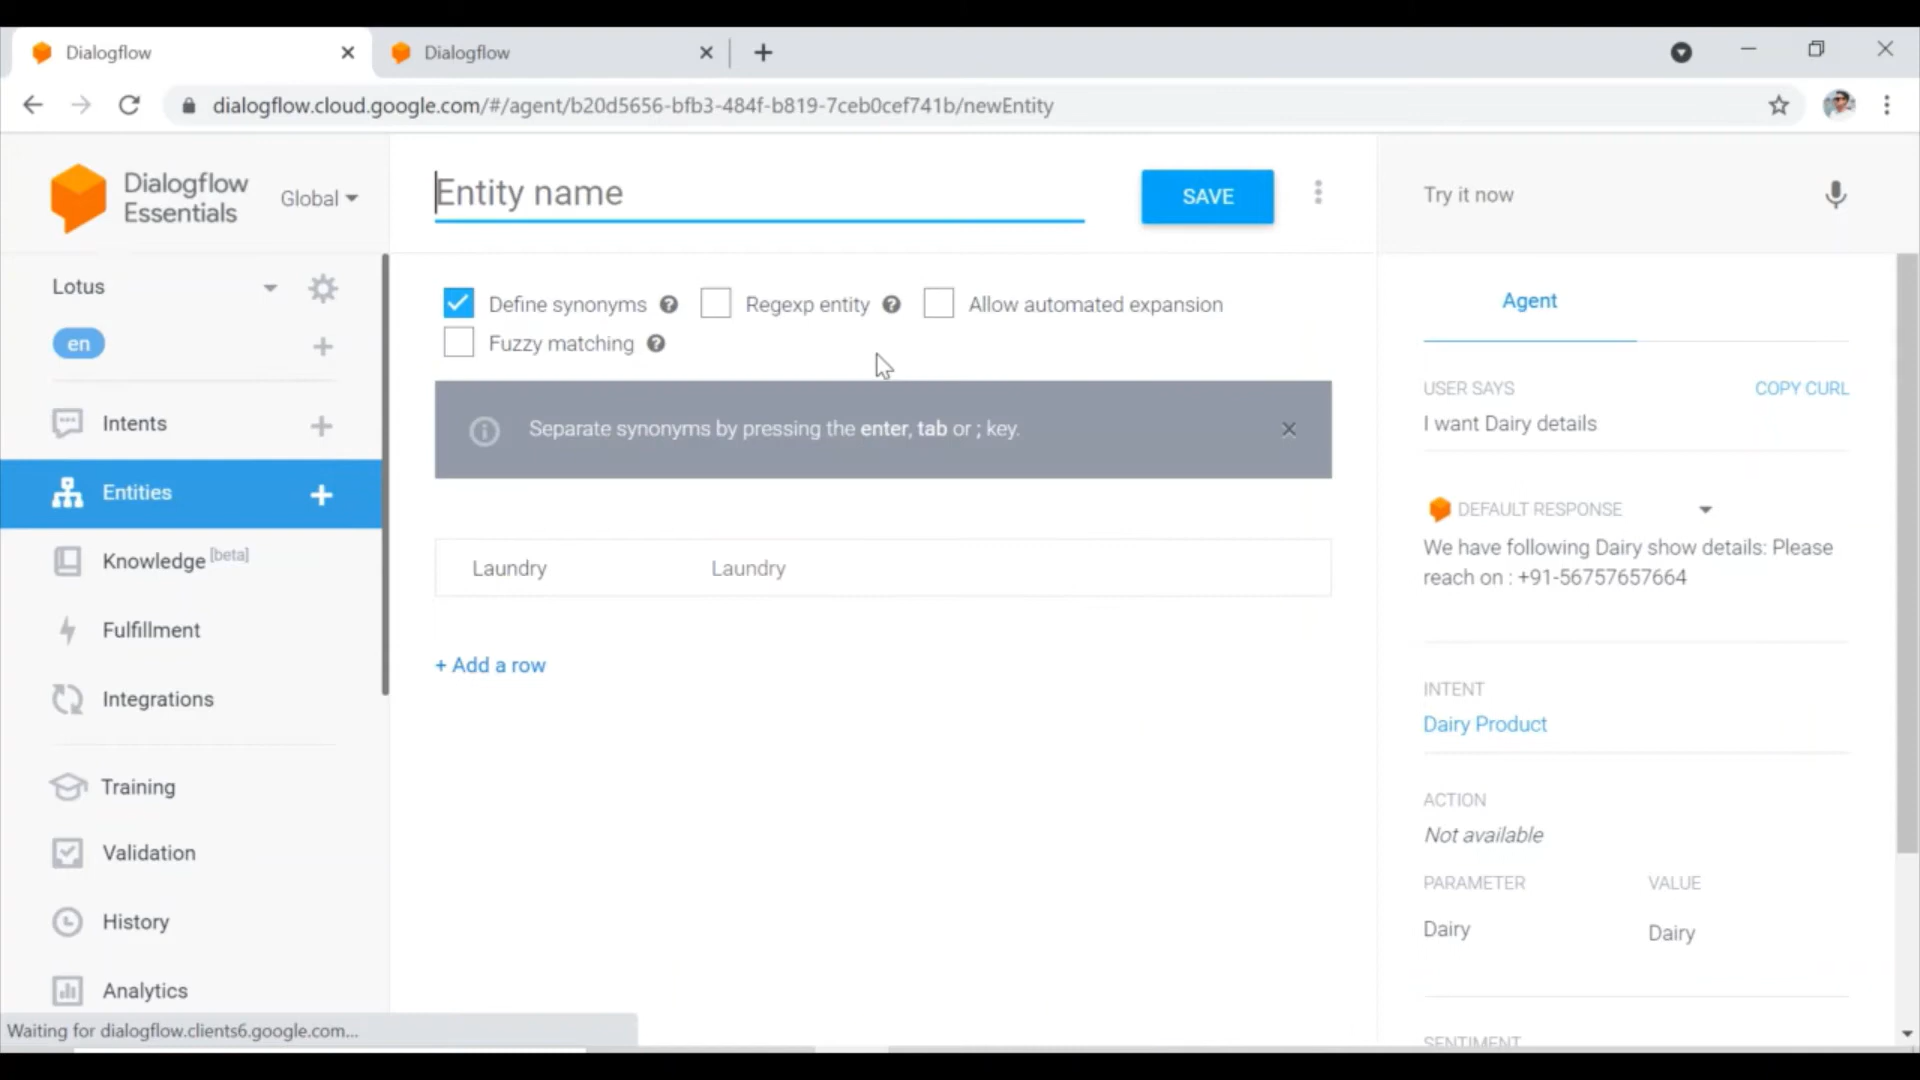 Dialogflow
Dialogflow
dialogflow.cloud.google.com/#/agent/b20d5656-bfb3-484f-b819-7ceb0cef741b/newEntity
Dialogflow
Essentials
Global
Lotus
en
Intents
Entities
Knowledge [beta]
Fulfillment
Integrations
Training
Validation
History
Analytics
Waiting for dialogflow.clients6.google.com...
Entity name
SAVE
Define synonyms
Regexp entity
Allow automated expansion
Fuzzy matching
Separate synonyms by pressing the enter, tab or ; key.
Laundry Laundry
+ Add a row
Try it now
Agent
USER SAYS COPY CURL
I want Dairy details
DEFAULT RESPONSE
We have following Dairy show details: Please
reach on : +91-56757657664
INTENT
Dairy Product
ACTION
Not available
PARAMETER VALUE
Dairy Dairy
SENTIMENT